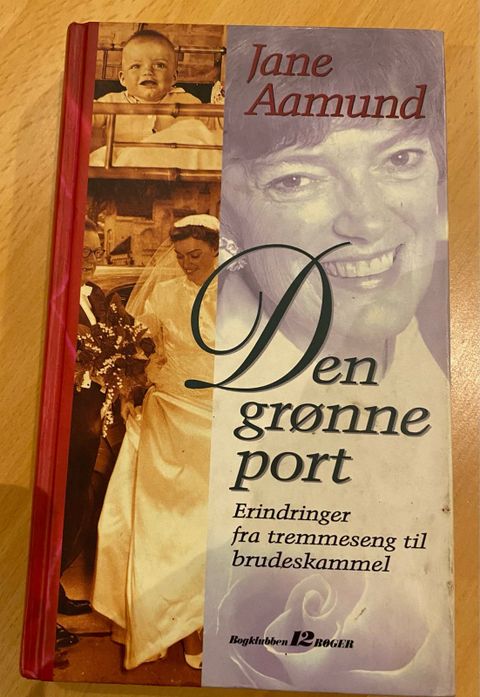 Jane
Aamund
Den
grønne
port
Erindringer
fra tremmeseng til
brudeskammel
Bogklubben 12 BØGER